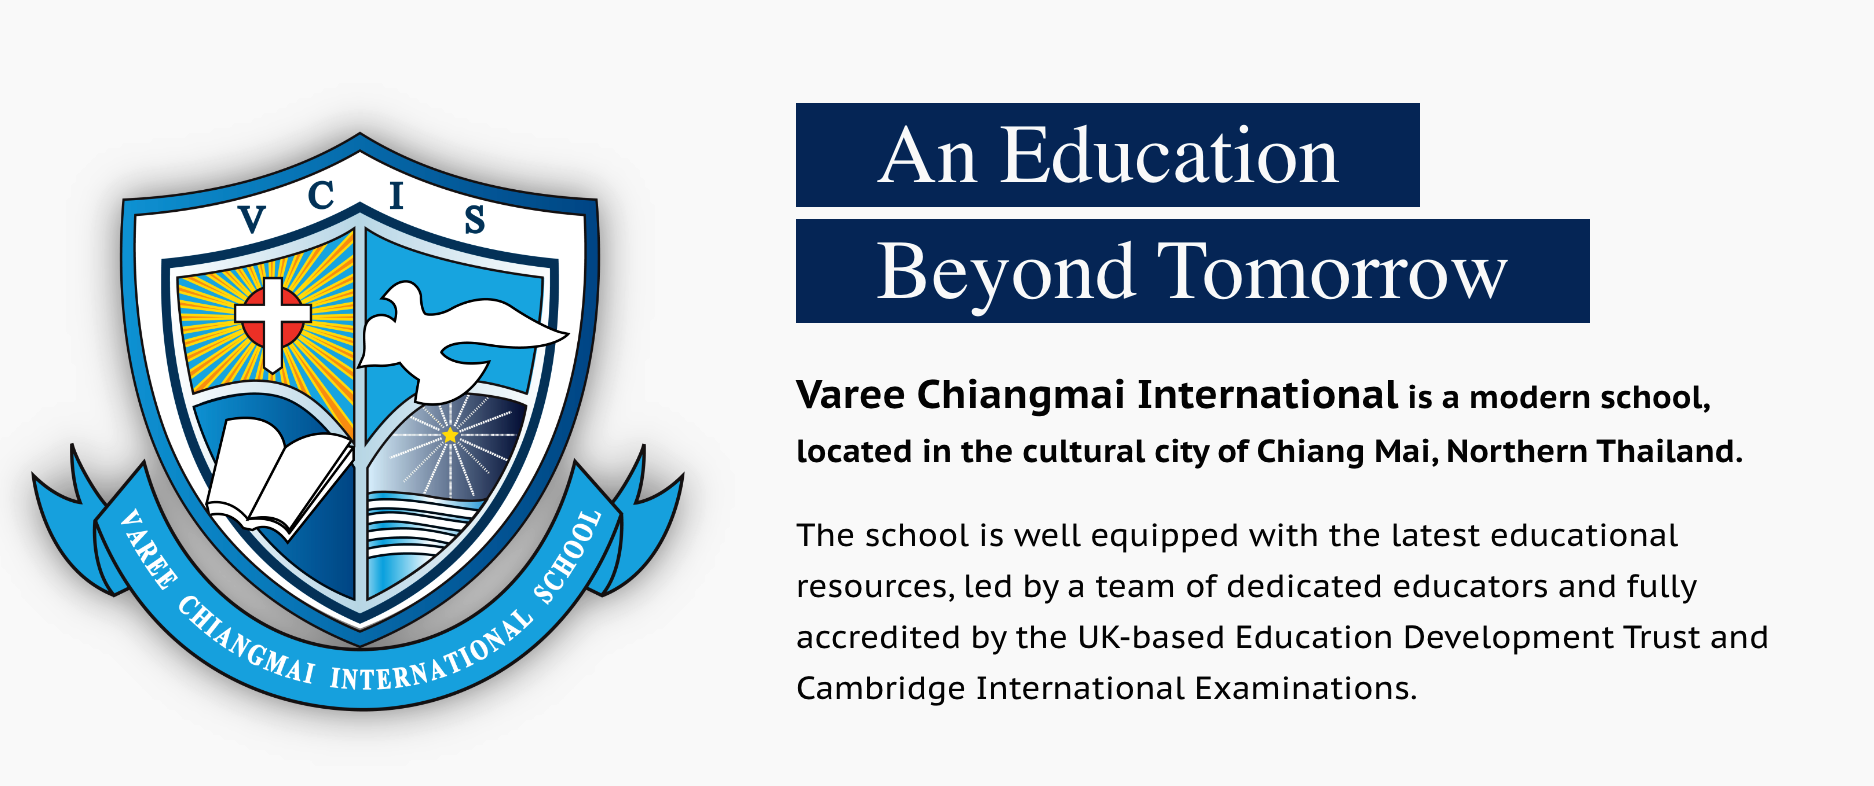 V C I S
VAREE CHIANGMAI INTERNATIONAL SCHOOL
An Education
Beyond Tomorrow
Varee Chiangmai International is a modern school,
located in the cultural city of Chiang Mai, Northern Thailand.
The school is well equipped with the latest educational
resources, led by a team of dedicated educators and fully
accredited by the UK-based Education Development Trust and
Cambridge International Examinations.